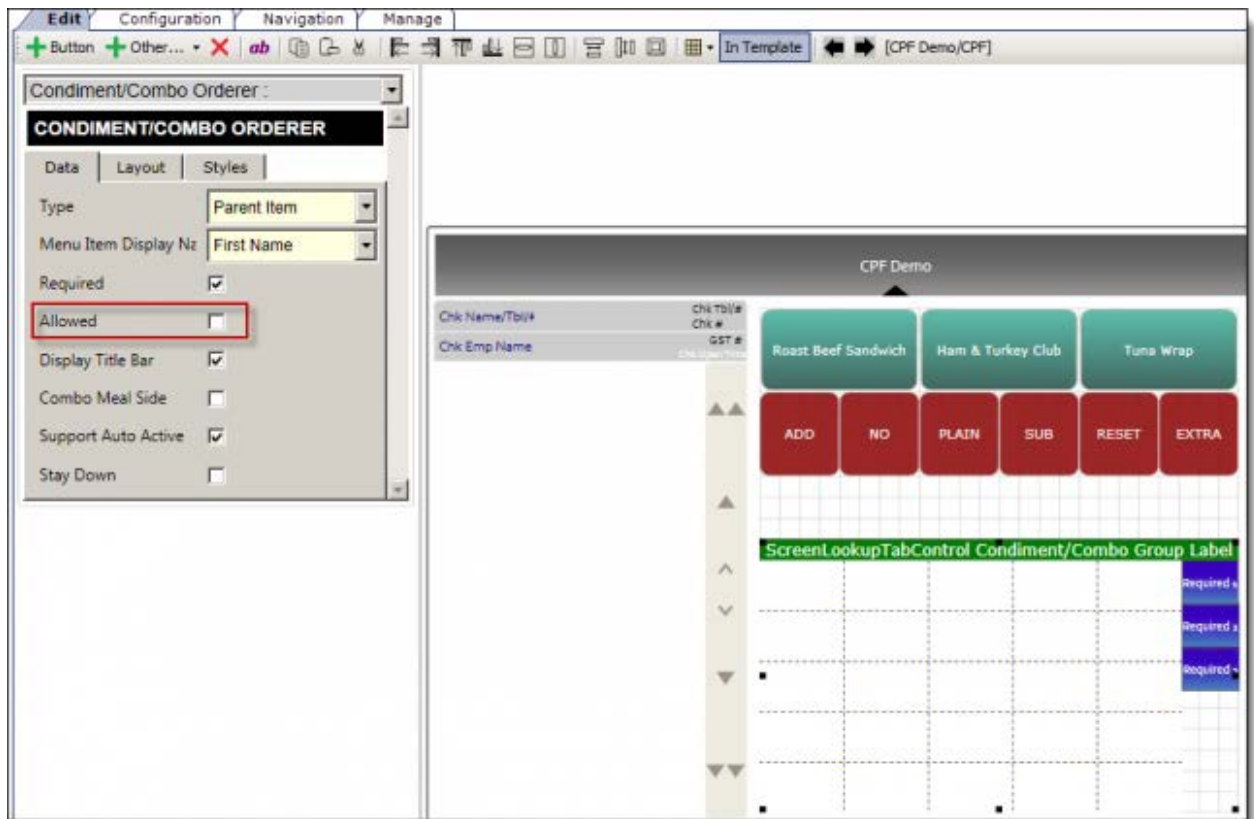 Edit Configuration Navigation Manage
Button Other... ab In Template [CPF Demo/CPF]
Condiment/Combo Orderer :
CONDIMENT/COMBO ORDERER
Data Layout Styles
Type Parent Item
Menu Item Display Na First Name
Required
Allowed
Display Title Bar
Combo Meal Side
Support Auto Active
Stay Down
CPF Demo
Chk Name/Tbl/# Chk Tbl/#
Chk #
Chk Emp Name GST #
Roast Beef Sandwich Ham & Turkey Club Tuna Wrap
ADD NO PLAIN SUB RESET EXTRA
ScreenLookupTabControl Condiment/Combo Group Label
Required
Required
Required